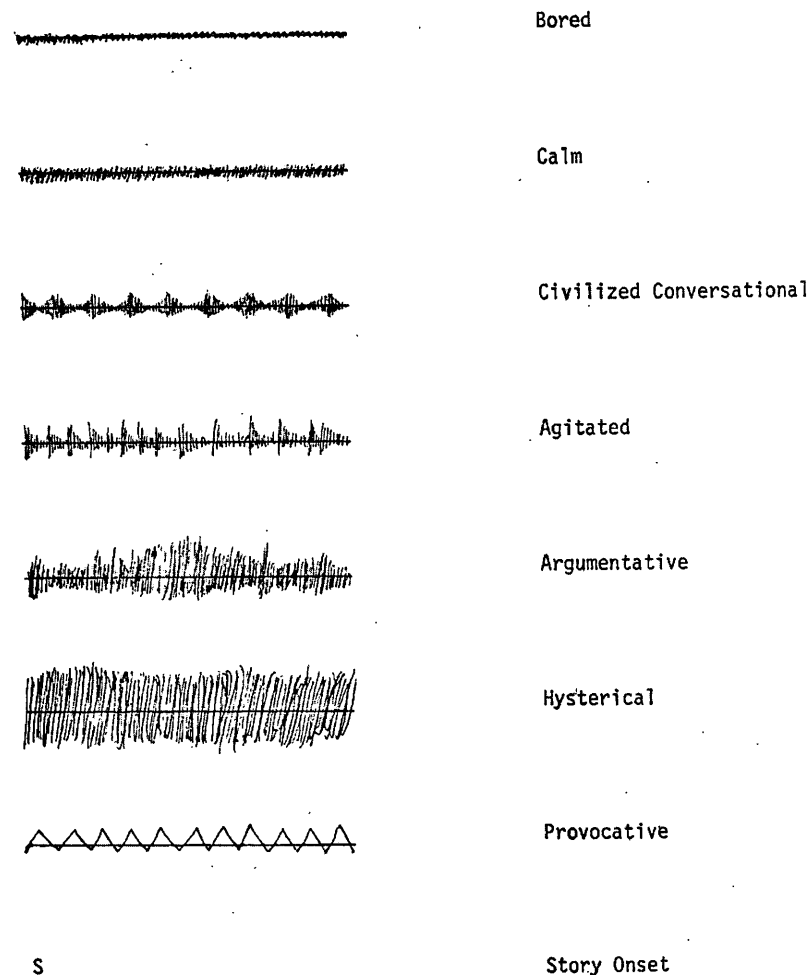 Bored
Calm
Civilized Conversational
Agitated
Argumentative
Hysterical
Provocative
S Story Onset